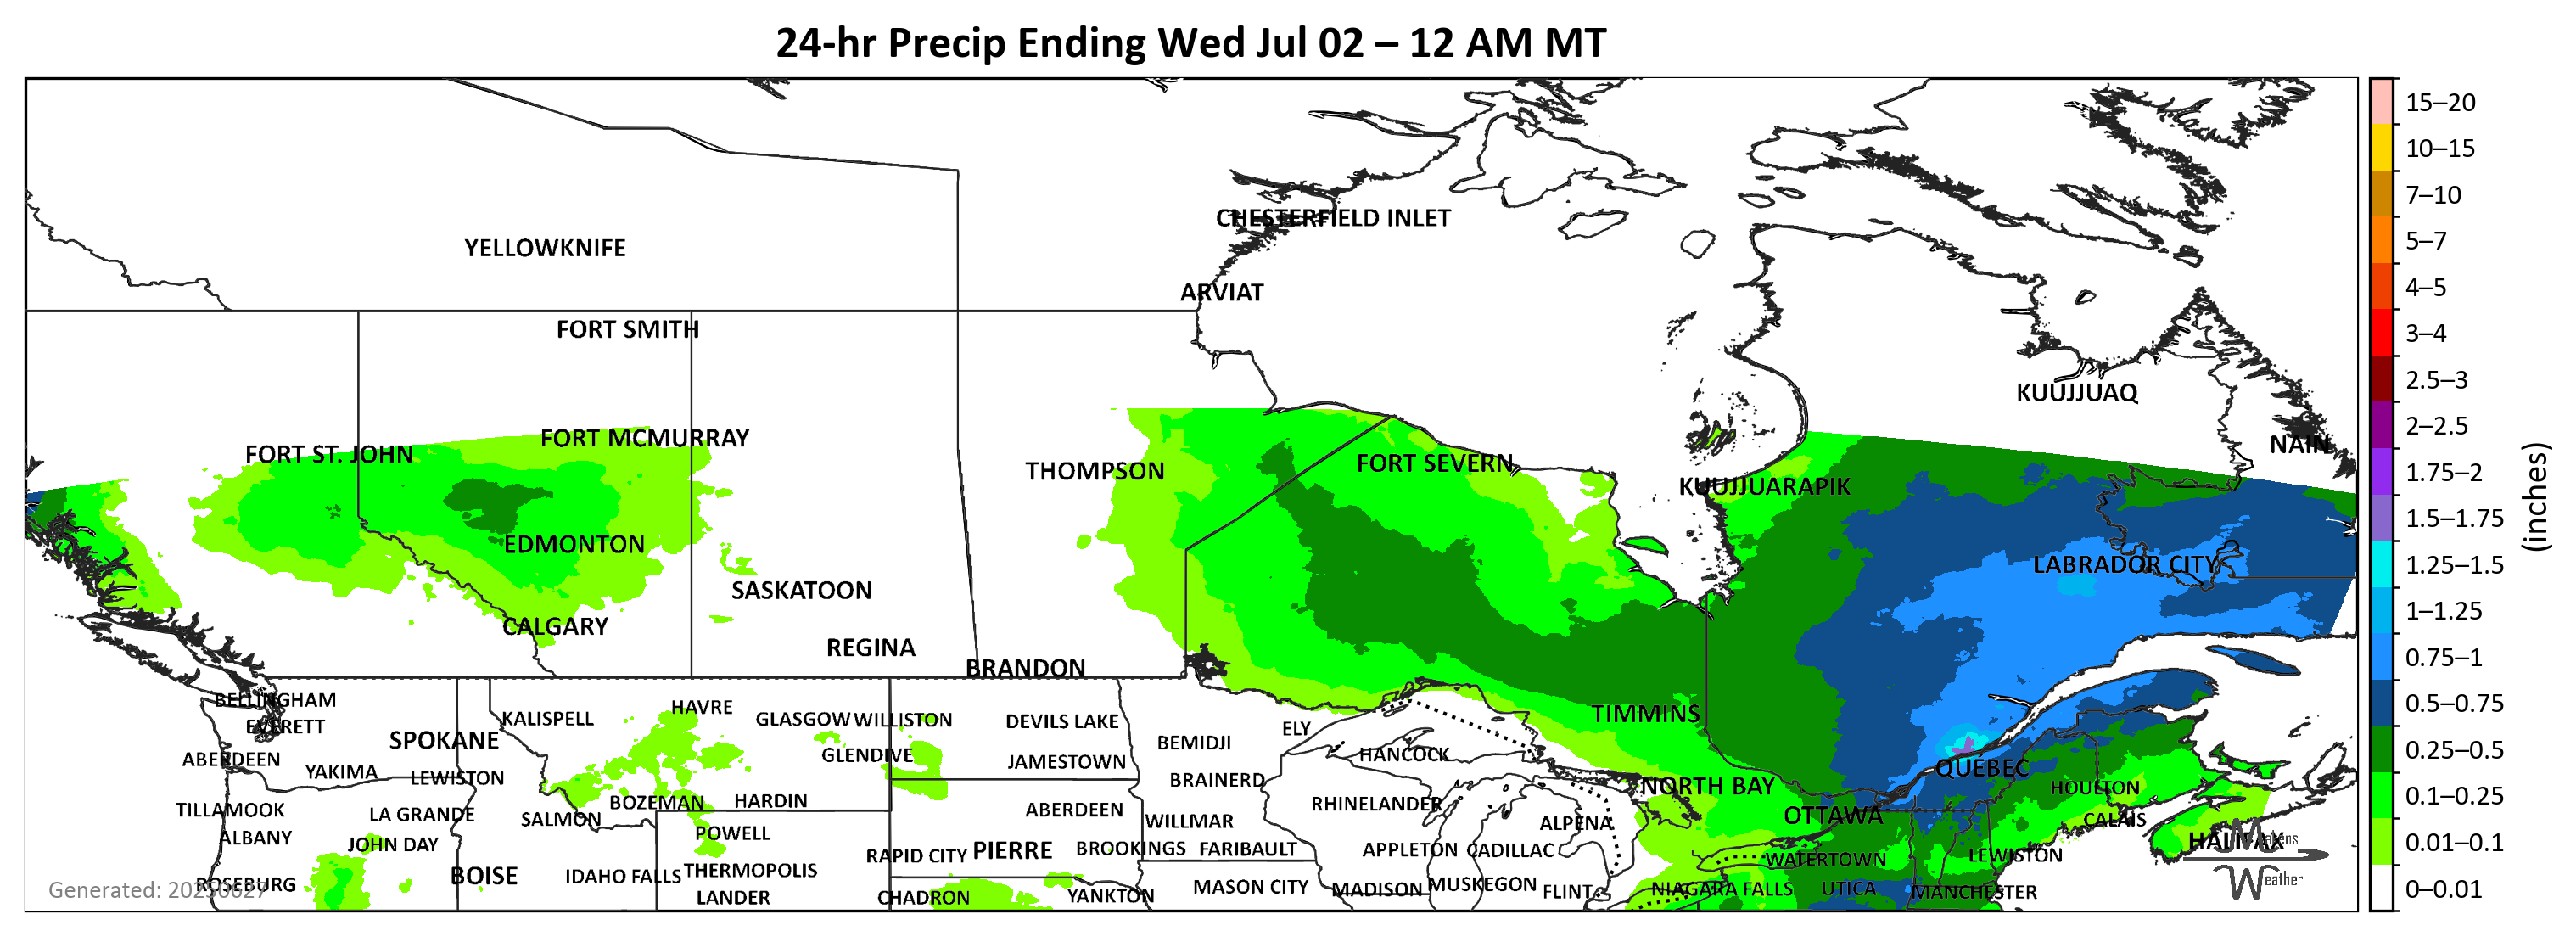 24-hr Precip Ending Wed Jul 02 – 12 AM MT
15–20
10–15
7–10
5–7
4–5
3–4
2.5–3
2–2.5
1.75–2
1.5–1.75
1.25–1.5
1–1.25
0.75–1
0.5–0.75
0.25–0.5
0.1–0.25
0.01–0.1
0–0.01
(inches)
CHESTERFIELD INLET
YELLOWKNIFE
ARVIAT
FORT SMITH
KUUJJUAQ
FORT MCMURRAY
NAIN
FORT ST. JOHN
FORT SEVERN
THOMPSON
KUUJJUARAPIK
EDMONTON
LABRADOR CITY
SASKATOON
CALGARY
REGINA
BRANDON
BELLINGHAM
HAVRE
TIMMINS
KALISPELL
GLASGOW
WILLISTON
DEVILS LAKE
EVERETT
ELY
SPOKANE
BEMIDJI
GLENDIVE
HANCOCK
ABERDEEN
JAMESTOWN
QUÉBEC
YAKIMA
LEWISTON
BRAINERD
NORTH BAY
HOULTON
BOZEMAN
HARDIN
RHINELANDER
TILLAMOOK
LA GRANDE
ABERDEEN
OTTAWA
SALMON
WILLMAR
ALPENA
CALAIS
ALBANY
POWELL
HALIFAX
Matens
JOHN DAY
BROOKINGS
FARIBAULT
APPLETON
CADILLAC
PIERRE
RAPID CITY
WATERTOWN
LEWISTON
THERMOPOLIS
BOISE
IDAHO FALLS
Weather
ROSEBURG
MASON CITY
MADISON
MUSKEGON
FLINT
NIAGARA FALLS
UTICA
MANCHESTER
Generated: 20250627
LANDER
CHADRON
YANKTON